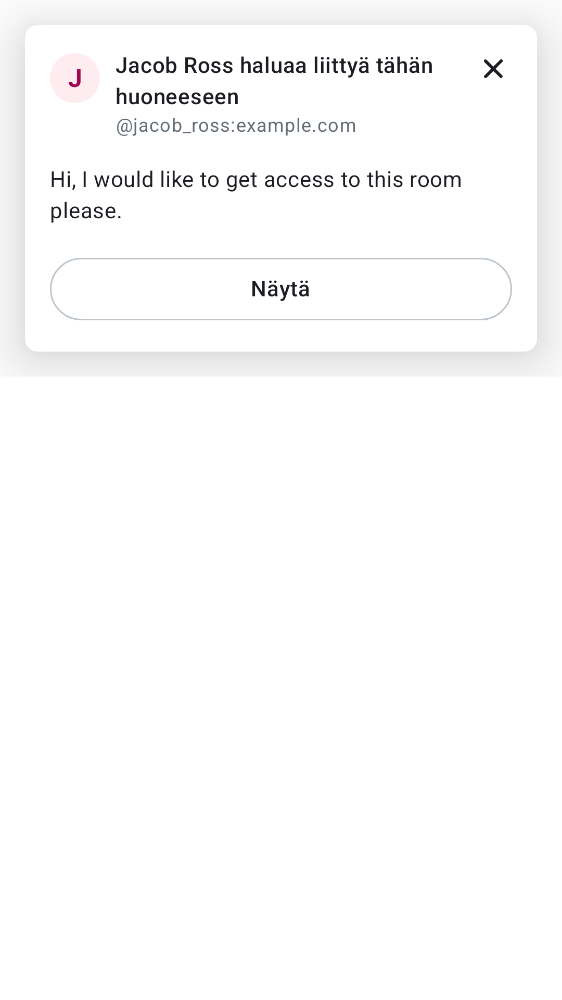 J
Jacob Ross haluaa liittyä tähän
huoneeseen
@jacob_ross:example.com
Hi, I would like to get access to this room
please.
Näytä